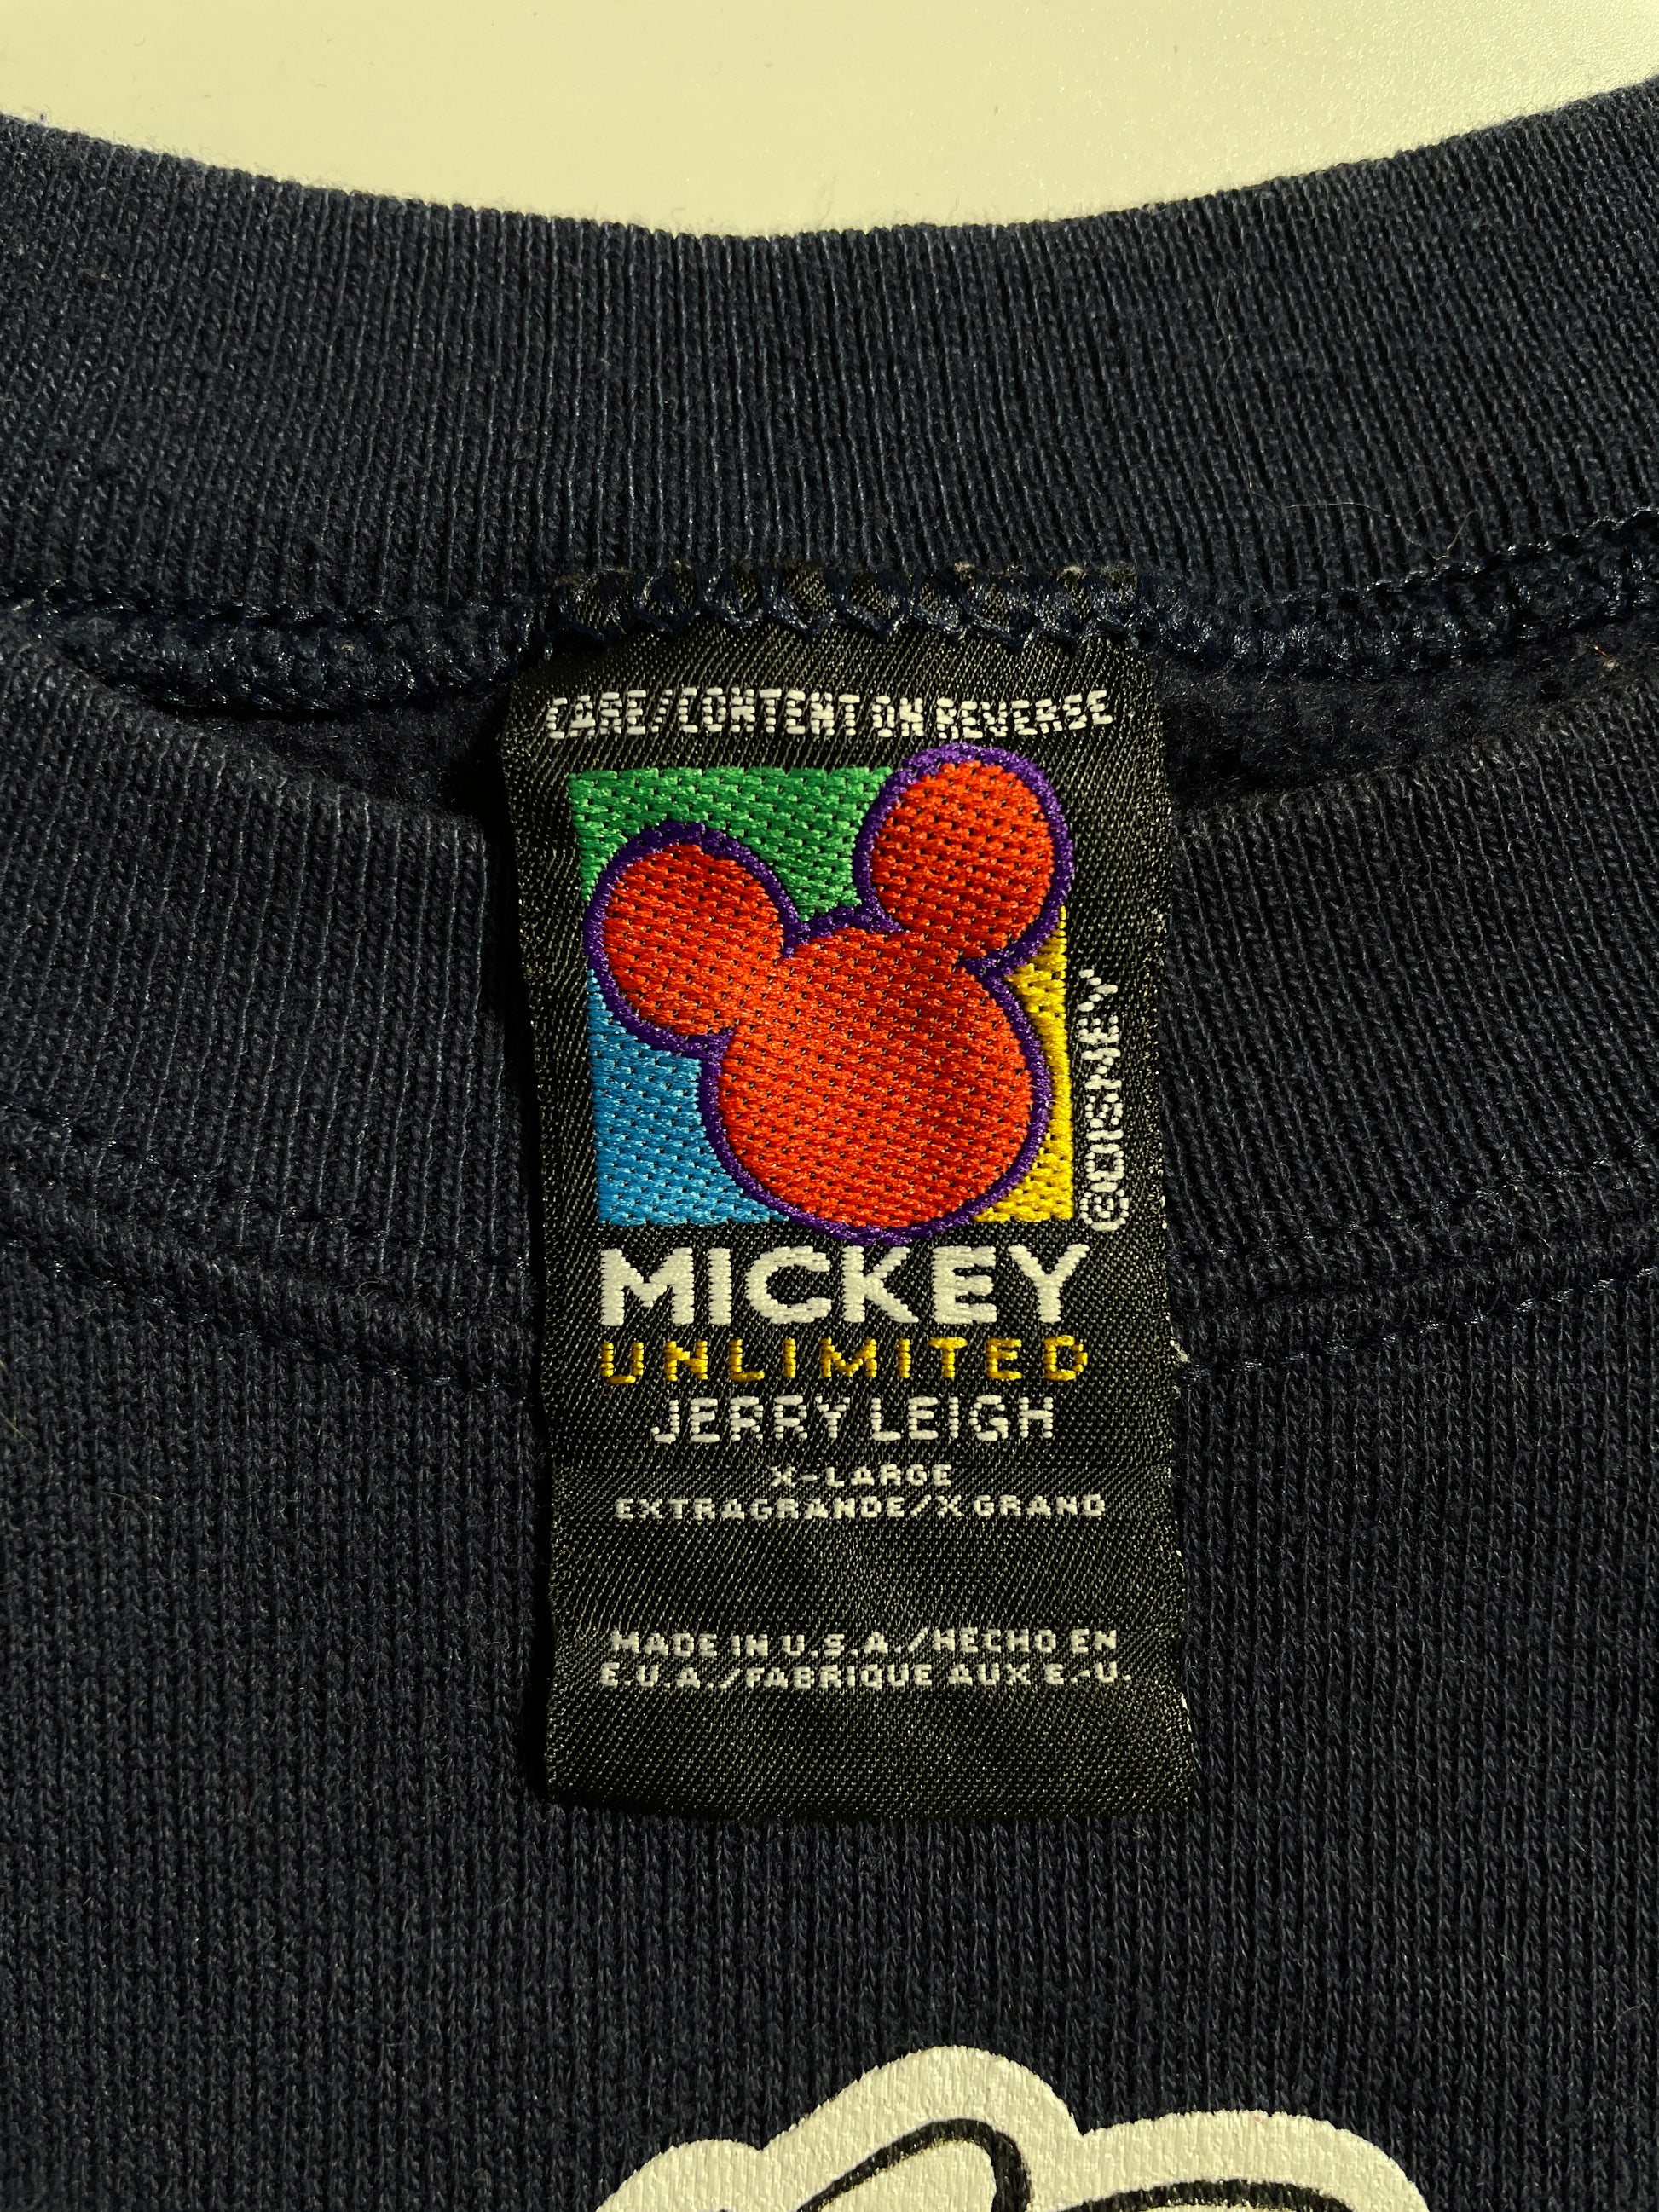 CARE/CONTENT ON REVERSE
©DISNEY
MICKEY
UNLIMITED
JERRY LEIGH
X-LARGE
EXTRAGRANDE/X GRAND
MADE IN U.S.A./HECHO EN
E.U.A./FABRIQUE AUX E.-U.